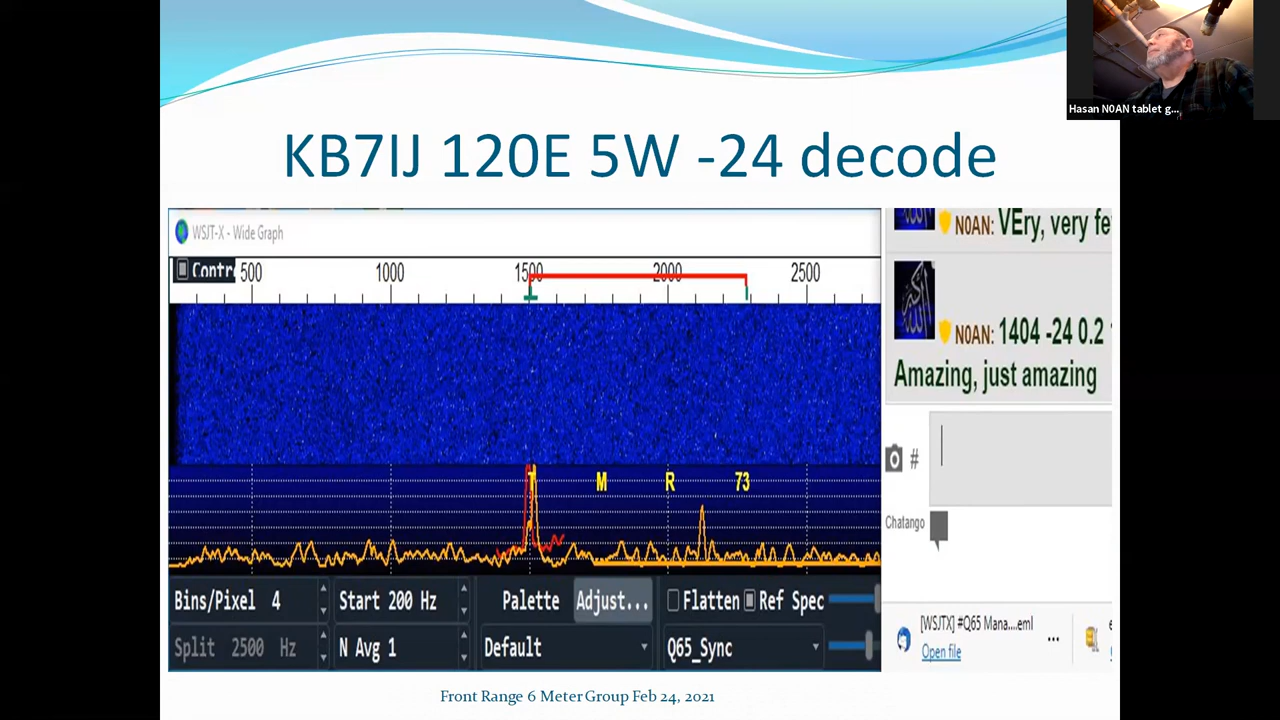 Hasan N0AN tablet g...
KB7IJ 120E 5W -24 decode
WSJT-X - Wide Graph
Contr 500 1000 1500 2000 2500
T M R 73
Bins/Pixel 4 Start 200 Hz Palette Adjust... Flatten Ref Spec
Split 2500 Hz N Avg 1 Default Q65_Sync
N0AN: VEry, very fe
N0AN: 1404 -24 0.2
Amazing, just amazing
#
Chatango
[WSJTX] #Q65 Mana....eml ...
Open file
Front Range 6 Meter Group Feb 24, 2021